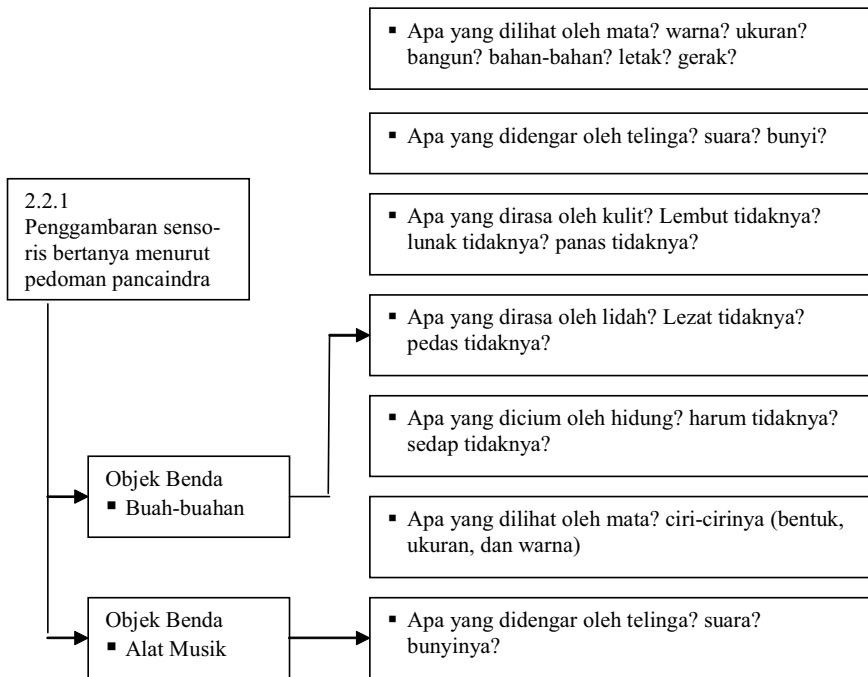 ▪ Apa yang dilihat oleh mata? warna? ukuran?
bangun? bahan-bahan? letak? gerak?
▪ Apa yang didengar oleh telinga? suara? bunyi?
2.2.1
Penggambaran senso-
ris bertanya menurut
pedoman pancaindra
▪ Apa yang dirasa oleh kulit? Lembut tidaknya?
lunak tidaknya? panas tidaknya?
▪ Apa yang dirasa oleh lidah? Lezat tidaknya?
pedas tidaknya?
▪ Apa yang dicium oleh hidung? harum tidaknya?
sedap tidaknya?
Objek Benda
▪ Buah-buahan
▪ Apa yang dilihat oleh mata? ciri-cirinya (bentuk,
ukuran, dan warna)
Objek Benda
▪ Alat Musik
▪ Apa yang didengar oleh telinga? suara?
bunyinya?